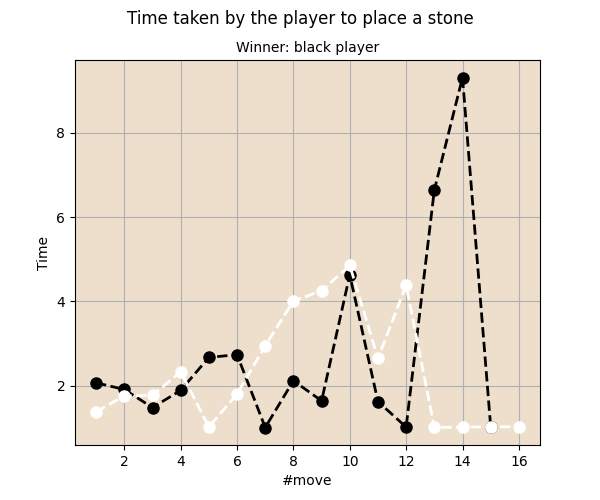 Time taken by the player to place a stone
Winner: black player
8
6
4
2
Time
2 4 6 8 10 12 14 16
#move